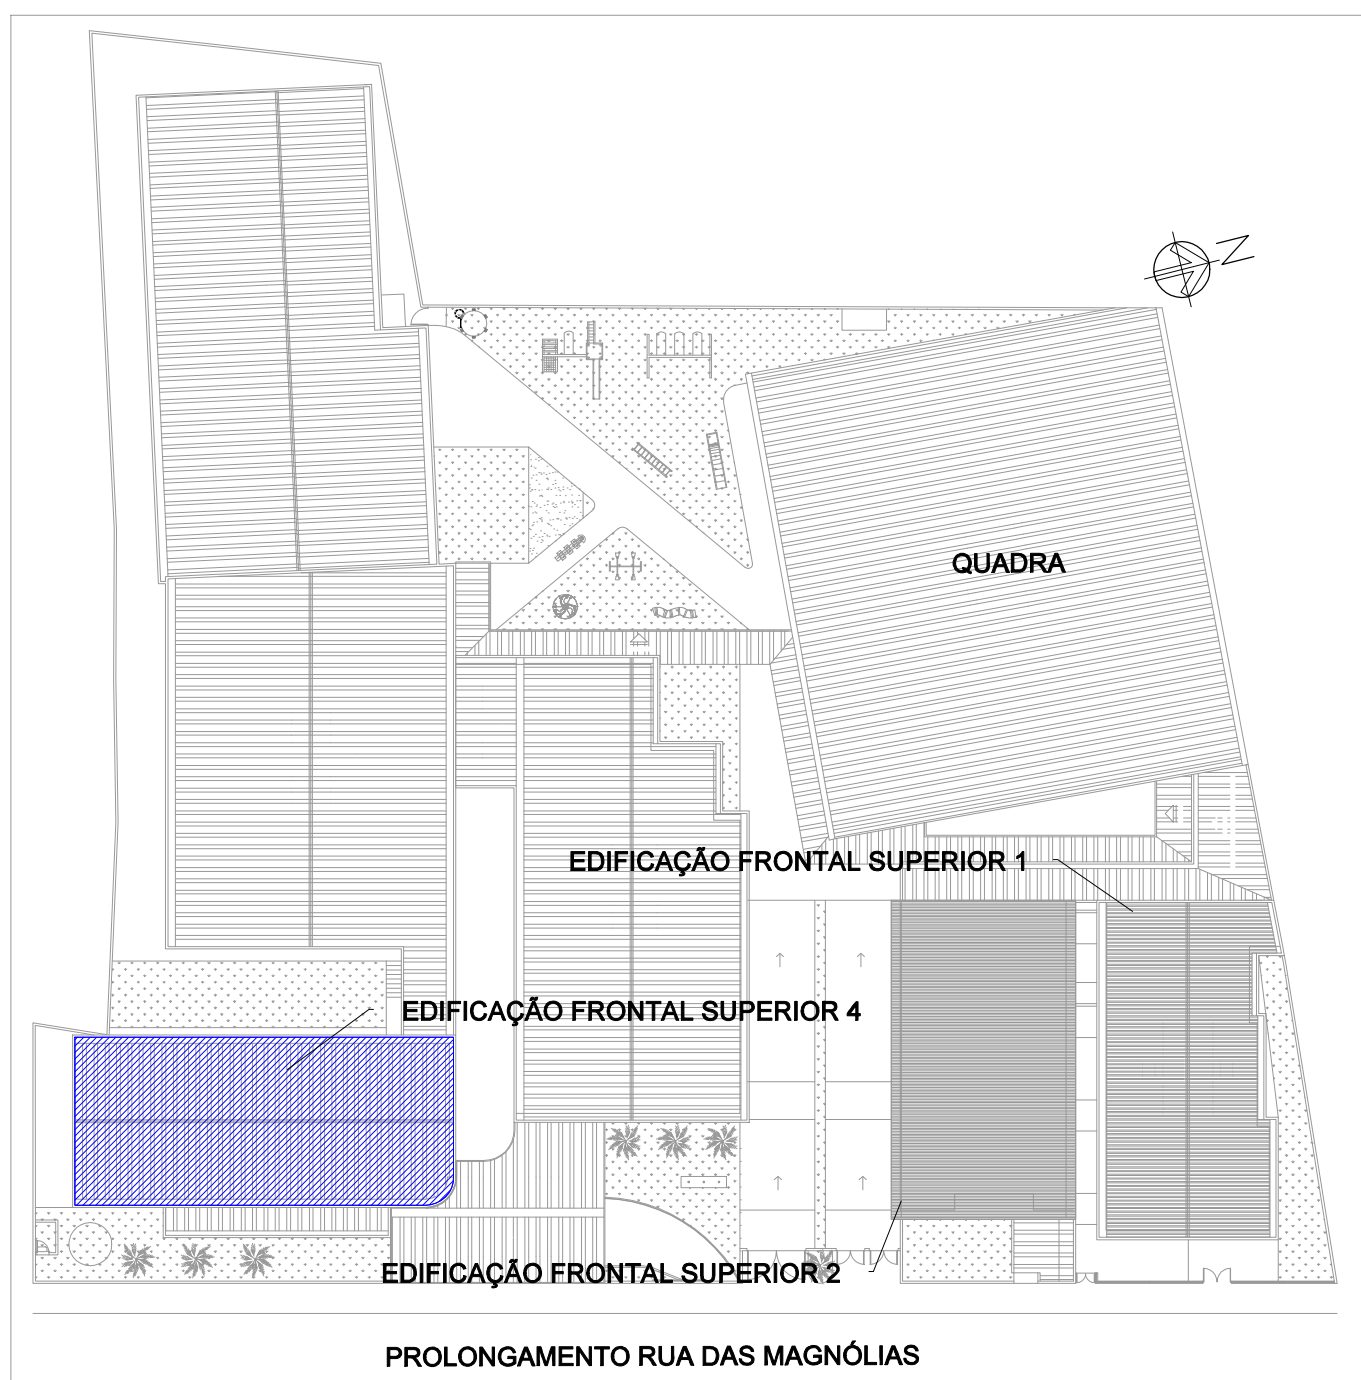 N
QUADRA
EDIFICAÇÃO FRONTAL SUPERIOR 1
EDIFICAÇÃO FRONTAL SUPERIOR 4
EDIFICAÇÃO FRONTAL SUPERIOR 2
PROLONGAMENTO RUA DAS MAGNÓLIAS